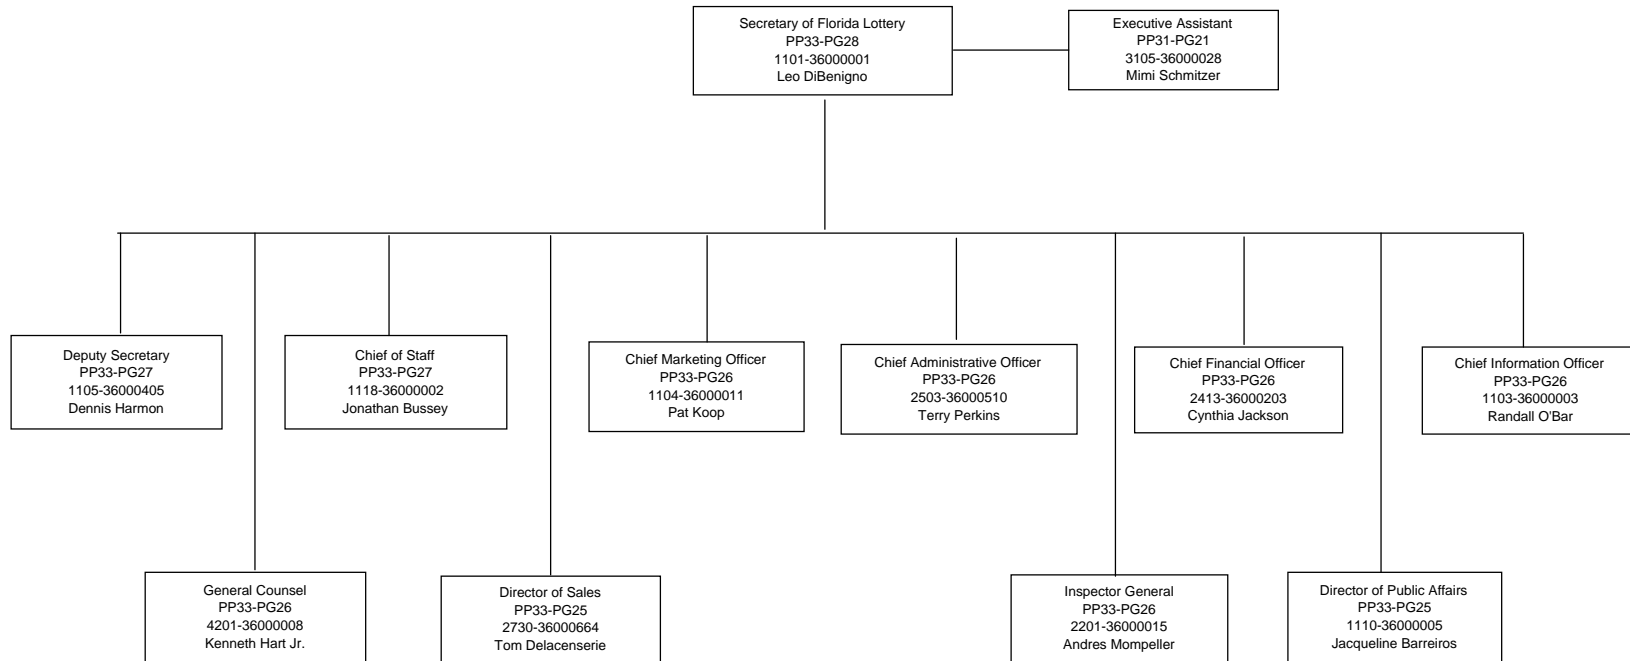 Secretary of Florida Lottery
PP33-PG28
1101-36000001
Leo DiBenigno
Executive Assistant
PP31-PG21
3105-36000028
Mimi Schmitzer
Deputy Secretary
PP33-PG27
1105-36000405
Dennis Harmon
Chief of Staff
PP33-PG27
1118-36000002
Jonathan Bussey
Chief Marketing Officer
PP33-PG26
1104-36000011
Pat Koop
Chief Administrative Officer
PP33-PG26
2503-36000510
Terry Perkins
Chief Financial Officer
PP33-PG26
2413-36000203
Cynthia Jackson
Chief Information Officer
PP33-PG26
1103-36000003
Randall O'Bar
General Counsel
PP33-PG26
4201-36000008
Kenneth Hart Jr.
Director of Sales
PP33-PG25
2730-36000664
Tom Delacenserie
Inspector General
PP33-PG26
2201-36000015
Andres Mompeller
Director of Public Affairs
PP33-PG25
1110-36000005
Jacqueline Barreiros